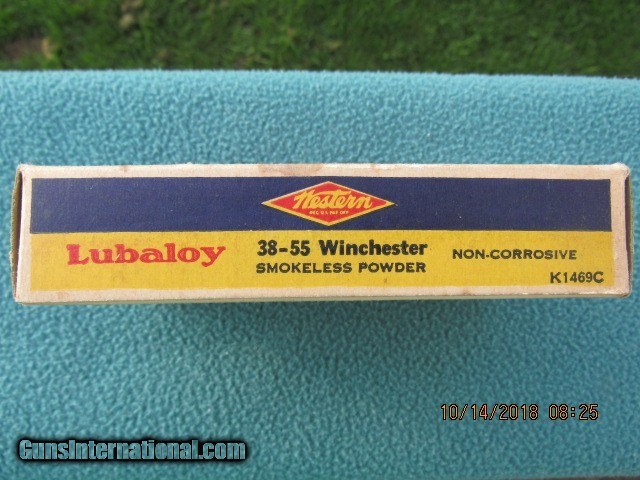 Western
REG. U.S. PAT. OFF.
Lubaloy
38-55 Winchester
SMOKELESS POWDER
NON-CORROSIVE
K1469C
10/14/2018 08:25
GunsInternational.com